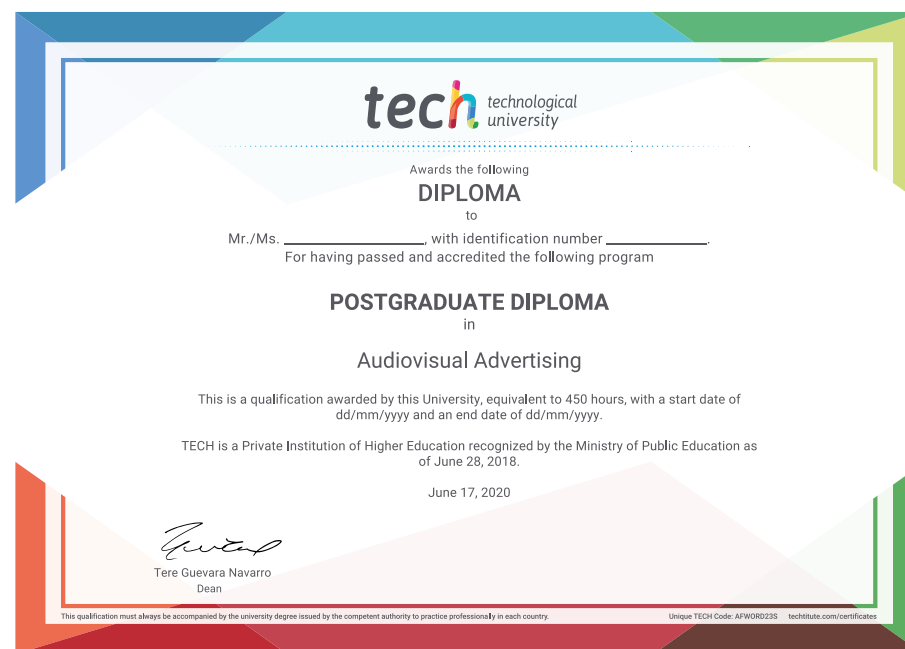 tech technological
university
Awards the following
DIPLOMA
to
Mr./Ms. ____________________, with identification number ______________.
For having passed and accredited the following program
POSTGRADUATE DIPLOMA
in
Audiovisual Advertising
This is a qualification awarded by this University, equivalent to 450 hours, with a start date of
dd/mm/yyyy and an end date of dd/mm/yyyy.
TECH is a Private Institution of Higher Education recognized by the Ministry of Public Education as
of June 28, 2018.
June 17, 2020
Tere Guevara Navarro
Dean
This qualification must always be accompanied by the university degree issued by the competent authority to practice professionally in each country. Unique TECH Code: AFWORD23S techtitute.com/certificates